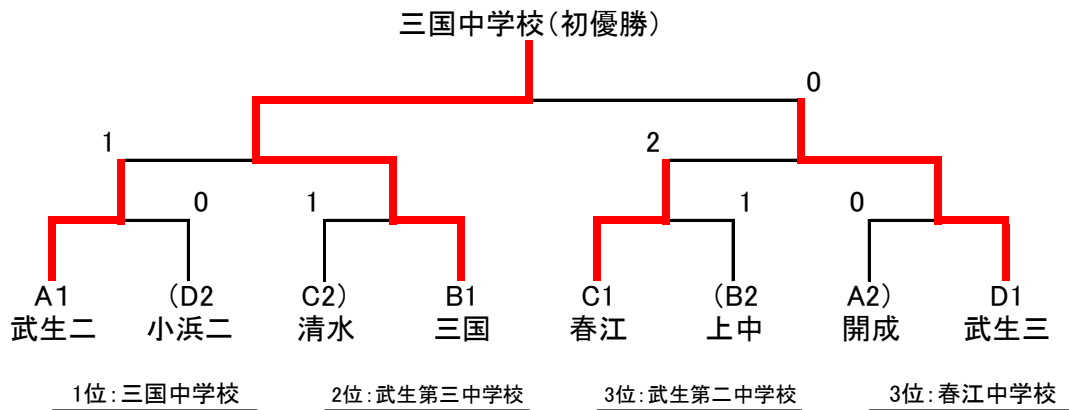 三国中学校(初優勝)
0
1
2
0
1
1
0
A1
(D2
C2)
B1
C1
(B2
A2)
D1
武生二
小浜二
清水
三国
春江
上中
開成
武生三
1位:三国中学校
2位:武生第三中学校
3位:武生第二中学校
3位:春江中学校